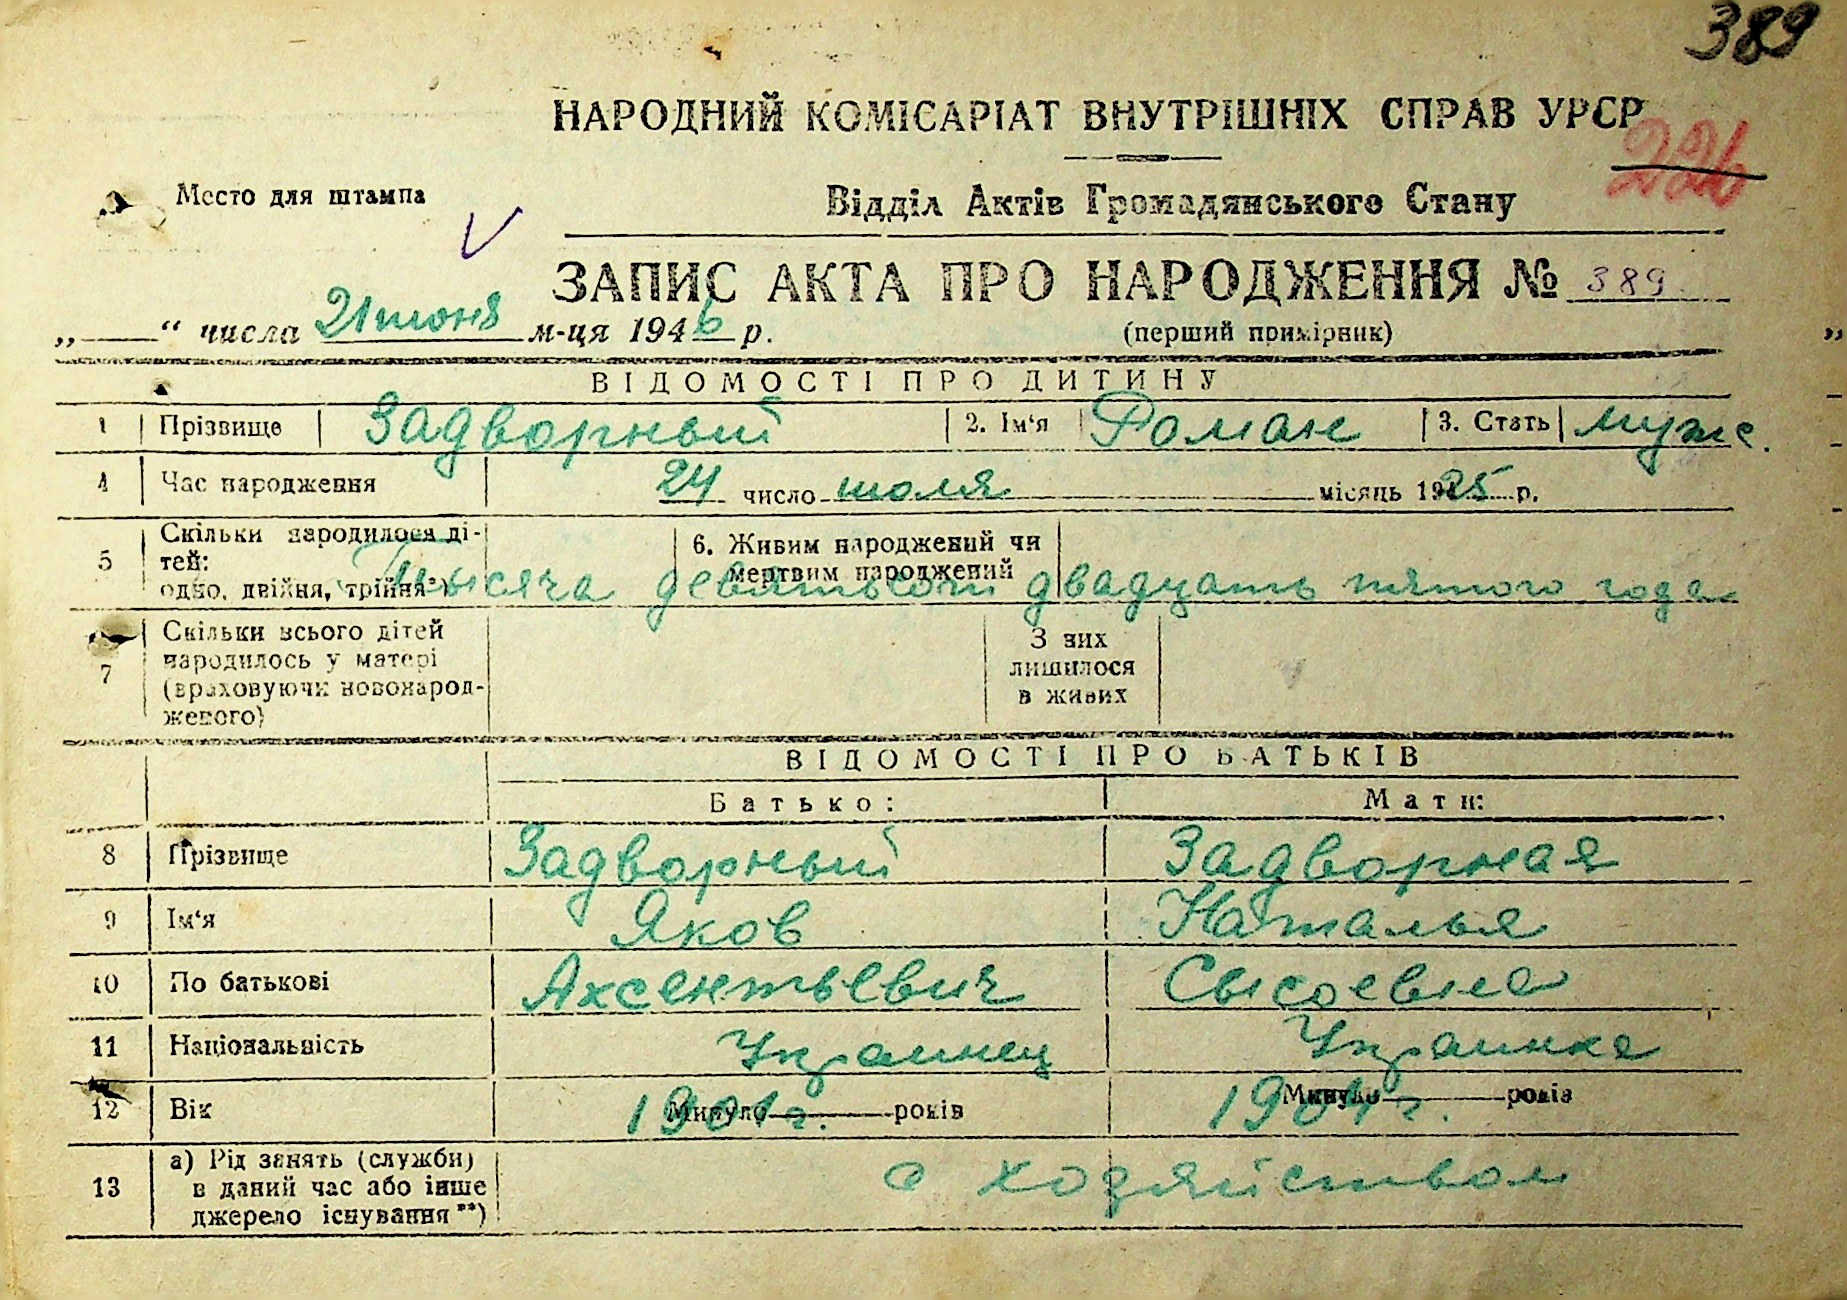 389
НАРОДНИЙ КОМІСАРІАТ ВНУТРІШНІХ СПРАВ УРСР
226
Место для штампа
Відділ Актів Громадянського Стану
ЗАПИС АКТА ПРО НАРОДЖЕННЯ № 389
„ “ числа 21 июня м-ця 1946 р.
(перший примірник)
ВІДОМОСТІ ПРО ДИТИНУ
1 Прізвище Задворный 2. Ім'я Роман 3. Стать муж.
4 Час народження 24 число июля місяць 1925 р.
5 Скільки народилося ді-
тей:
одно, двійня, трійня*)
6. Живим народжений чи
мертвим народжений
Тысяча девятьсот двадцать пятого года
7 Скільки всього дітей
народилось у матері
(враховуючи новонарод-
женого)
З них
лишилося
в живих
ВІДОМОСТІ ПРО БАТЬКІВ
Батько: Мати:
8 Прізвище Задворный Задворная
9 Ім'я Яков Наталья
10 По батькові Аксентьевич Сысоевна
11 Національність Украинец Украинка
12 Вік Минуло років 1901 г. Минуло років 1904 г.
13 а) Рід занять (служби)
в даний час або інше
джерело існування**)
с хозяйством